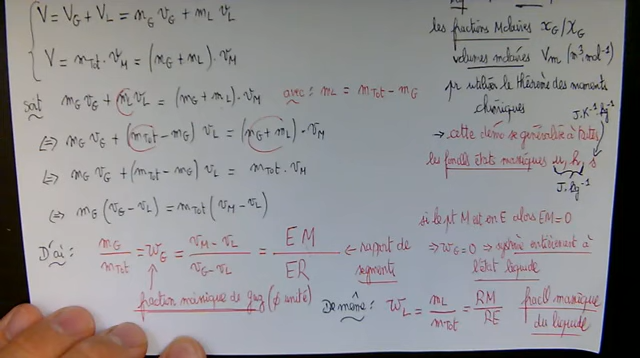 V = V_G + V_L = m_G v_G + m_L v_L
V = m_Tot . v_M = (m_G + m_L) . v_M
soit m_G v_G + m_L v_L = (m_G + m_L) . v_M avec : m_L = m_Tot - m_G
⇔ m_G v_G + (m_Tot - m_G) v_L = (m_G + m_L) . v_M
⇔ m_G v_G + (m_Tot - m_G) v_L = m_Tot . v_M
⇔ m_G (v_G - v_L) = m_Tot (v_M - v_L)
D'où : m_G / m_Tot = w_G = (v_M - v_L) / (v_G - v_L) = EM / ER ← rapport de
segments
fraction massique de gaz (∅ unité)
De même : w_L = m_L / m_Tot = RM / RE
les fractions Molaires x_G / x_G
volumes molaires V_m (m³.mol⁻¹)
pr utiliser le théorème des moments
chimiques
J.K⁻¹.kg⁻¹
→ cette démo se généralise à toutes
les foncts états massiques u, h, s
J.kg⁻¹
si le pt M est en E alors EM = 0
⇒ w_G = 0 ⇒ système entièrement à
l'état liquide
fract° massique
du liquide